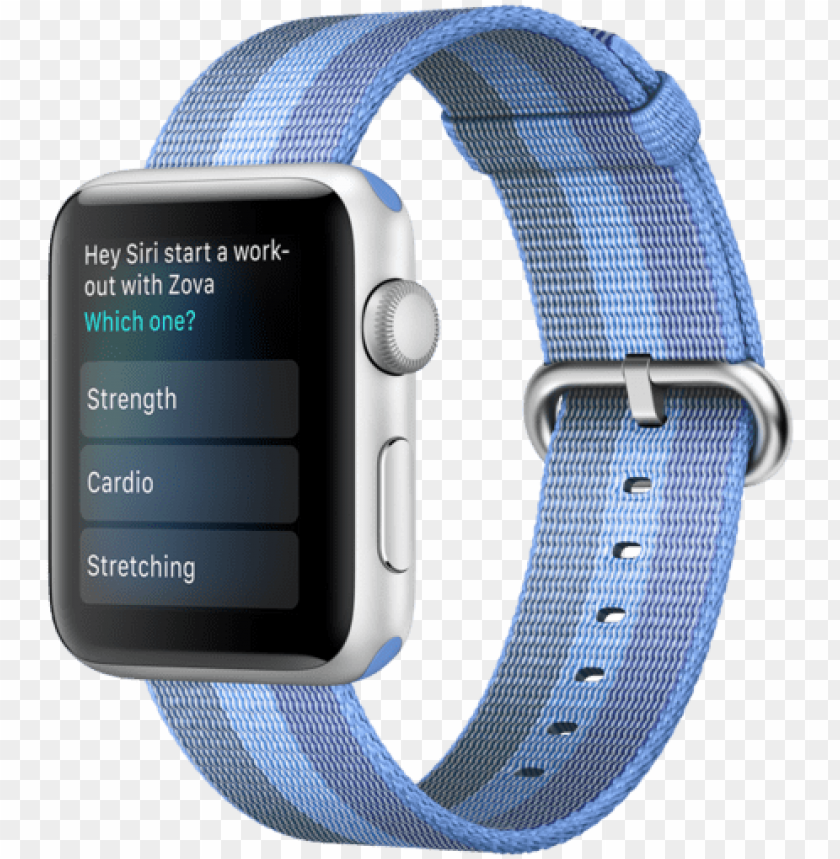 Hey Siri start a work-
out with Zova
Which one?
Strength
Cardio
Stretching